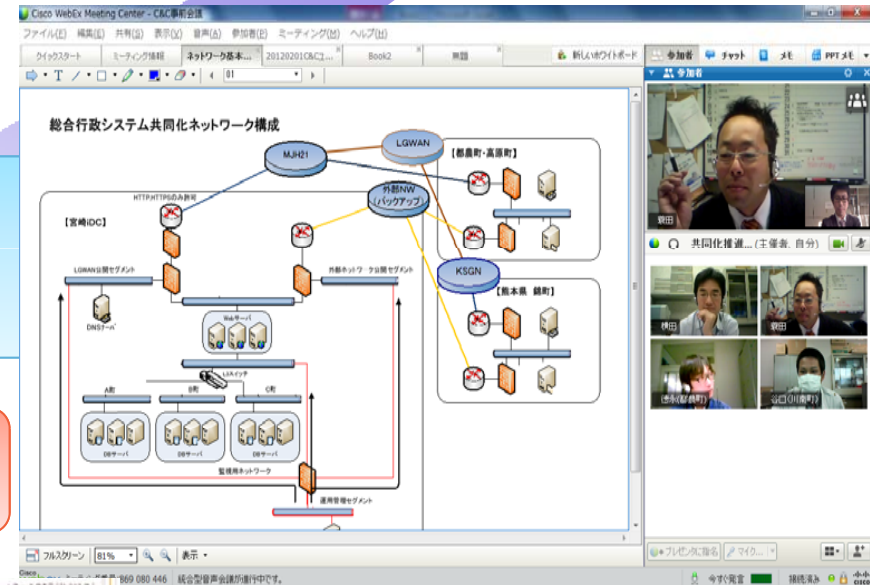 Cisco WebEx Meeting Center - C&C事前会議
ファイル(F) 編集(E) 共有(S) 表示(V) 音声(A) 参加者(P) ミーティング(M) ヘルプ(H)
クイックスタート ミーティング情報 ネットワーク基本... 20120201C&C... Book2 無題 新しいホワイトボード
参加者 チャット メモ PPT メモ
01
参加者
総合行政システム共同化ネットワーク構成
MJH21
LGWAN
【都農町・高原町】
外部NW
(バックアップ)
HTTP,HTTPSのみ許可
【宮崎iDC】
LGWAN公開セグメント
外部ネットワーク公開セグメント
KSGN
【熊本県 錦町】
DNSサーバ
Webサーバ
L3スイッチ
A町 B町 C町
DBサーバ DBサーバ DBサーバ
監視用ネットワーク
運用管理セグメント
共同化推進... (主催者, 自分)
横田
谷口(川南町)
フルスクリーン 81% 表示
プレゼンタに指名 マイク...
869 080 446 統合型音声会議が進行中です。
今すぐ発言 接続済み